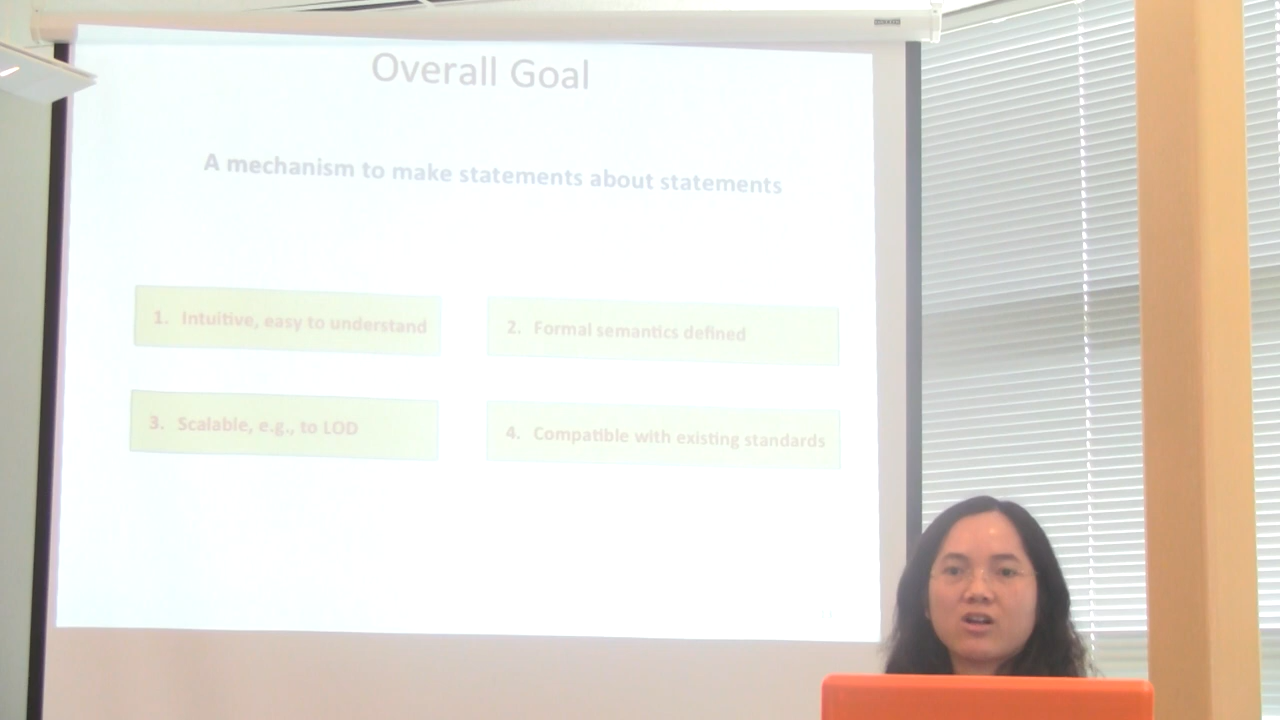 Overall Goal
A mechanism to make statements about statements
1. Intuitive, easy to understand
2. Formal semantics defined
3. Scalable, e.g., to LOD
4. Compatible with existing standards